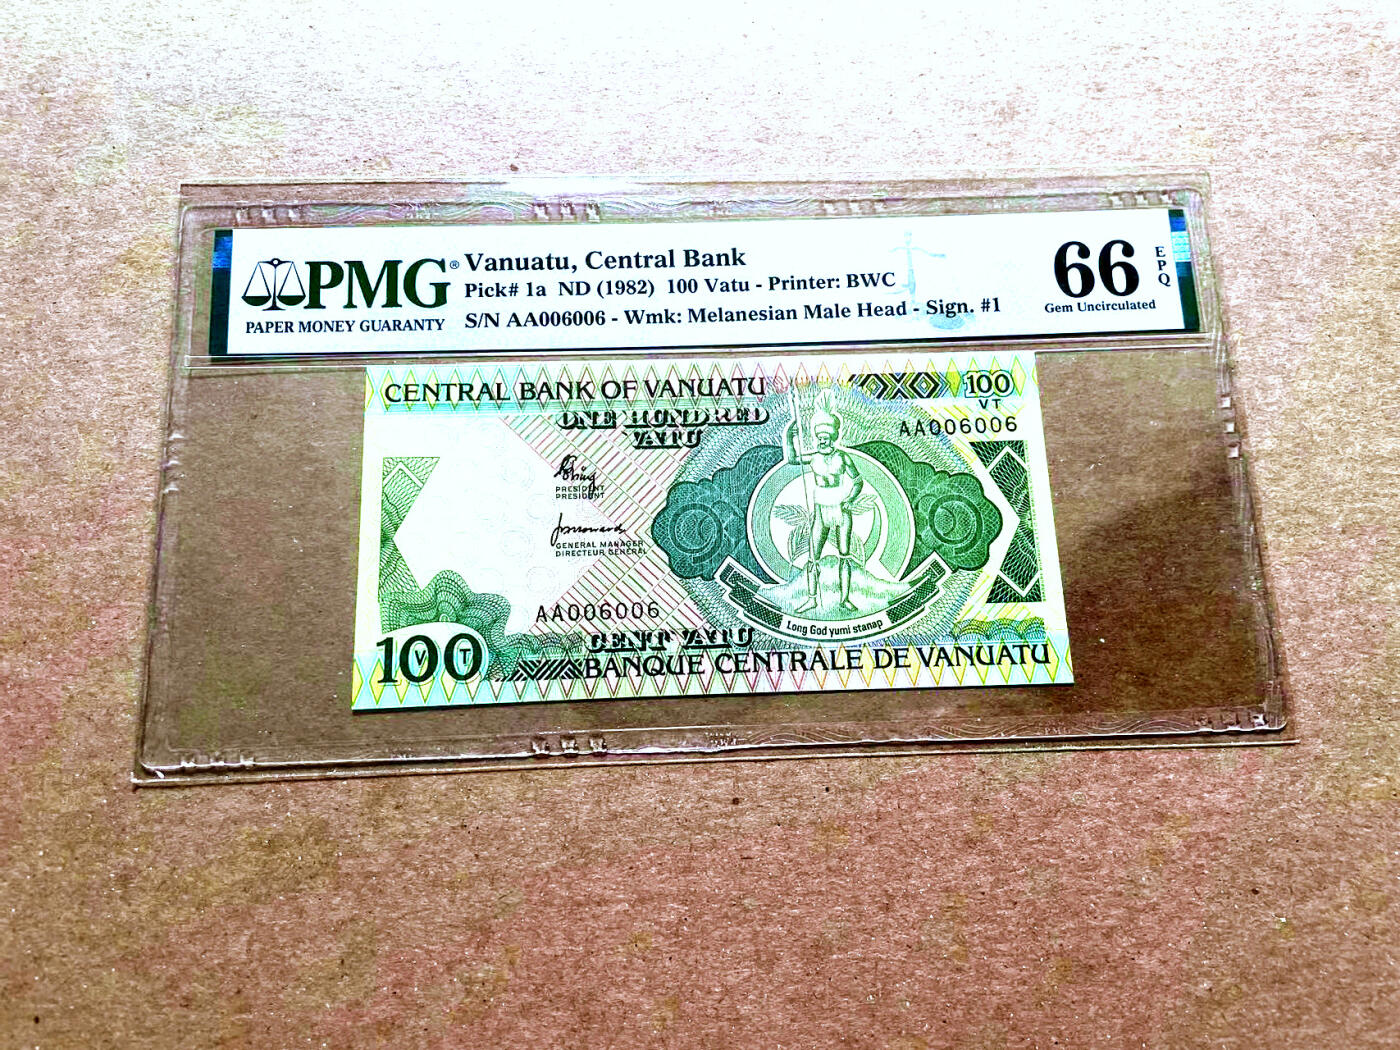 PMG®
PAPER MONEY GUARANTY
Vanuatu, Central Bank
Pick# 1a ND (1982) 100 Vatu - Printer: BWC
S/N AA006006 - Wmk: Melanesian Male Head - Sign. #1
66
Gem Uncirculated
EPQ
CENTRAL BANK OF VANUATU
100
VT
ONE HUNDRED
VATU
AA006006
PRESIDENT
PRESIDENT
GENERAL MANAGER
DIRECTEUR GENERAL
AA006006
Long God yumi stanap
100
VT
CENT VATU
BANQUE CENTRALE DE VANUATU